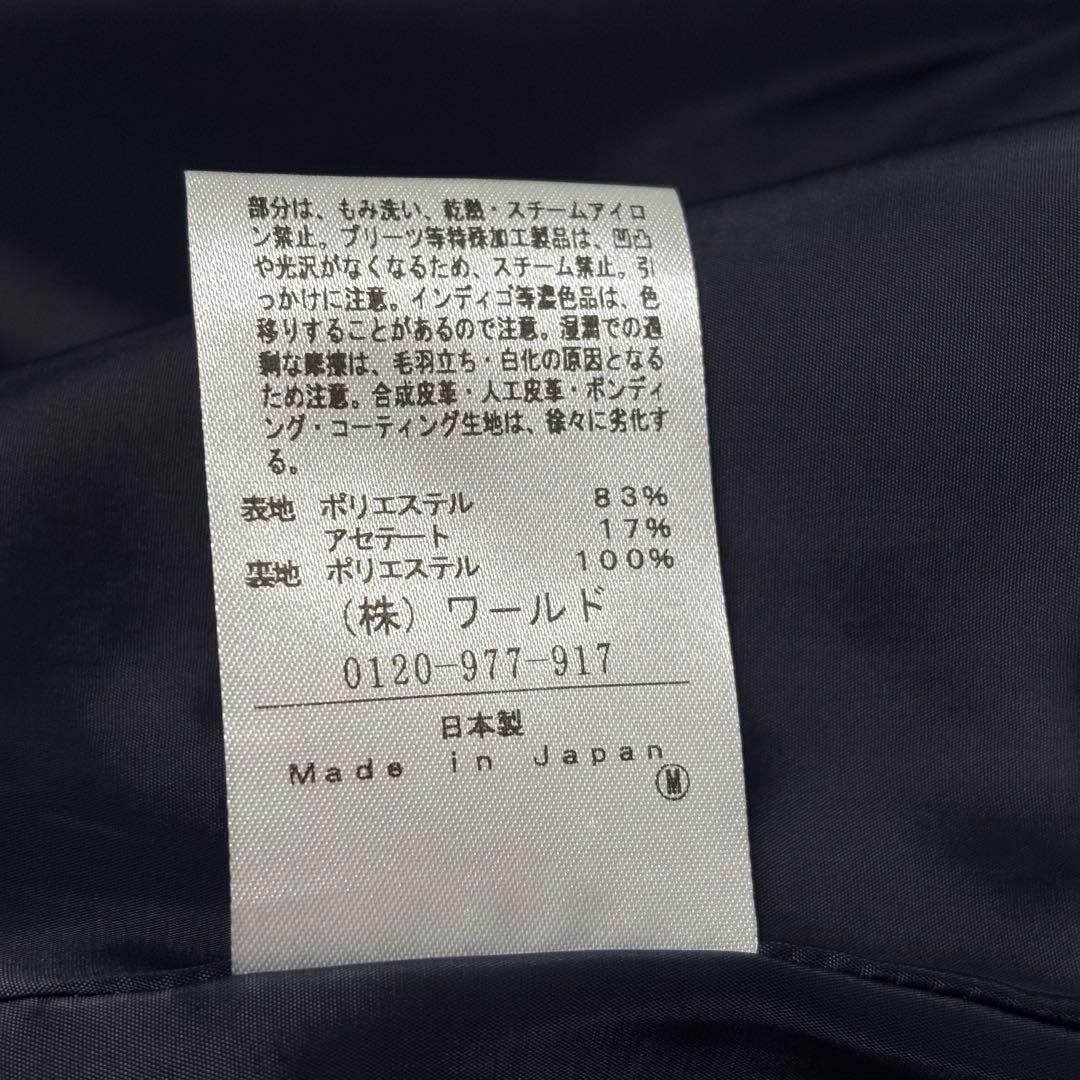 部分は、もみ洗い、乾熱・スチームアイロ
ン禁止。プリーツ等特殊加工製品は、凹凸
や光沢がなくなるため、スチーム禁止。引
っかけに注意。インディゴ等濃色品は、色
移りすることがあるので注意。湿潤での過
剰な摩擦は、毛羽立ち・白化の原因となる
ため注意。合成皮革・人工皮革・ボンディ
ング・コーティング生地は、徐々に劣化す
る。
表地 ポリエステル 83%
アセテート 17%
裏地 ポリエステル 100%
(株) ワールド
0120-977-917
日本製
Made in Japan
Ⓜ